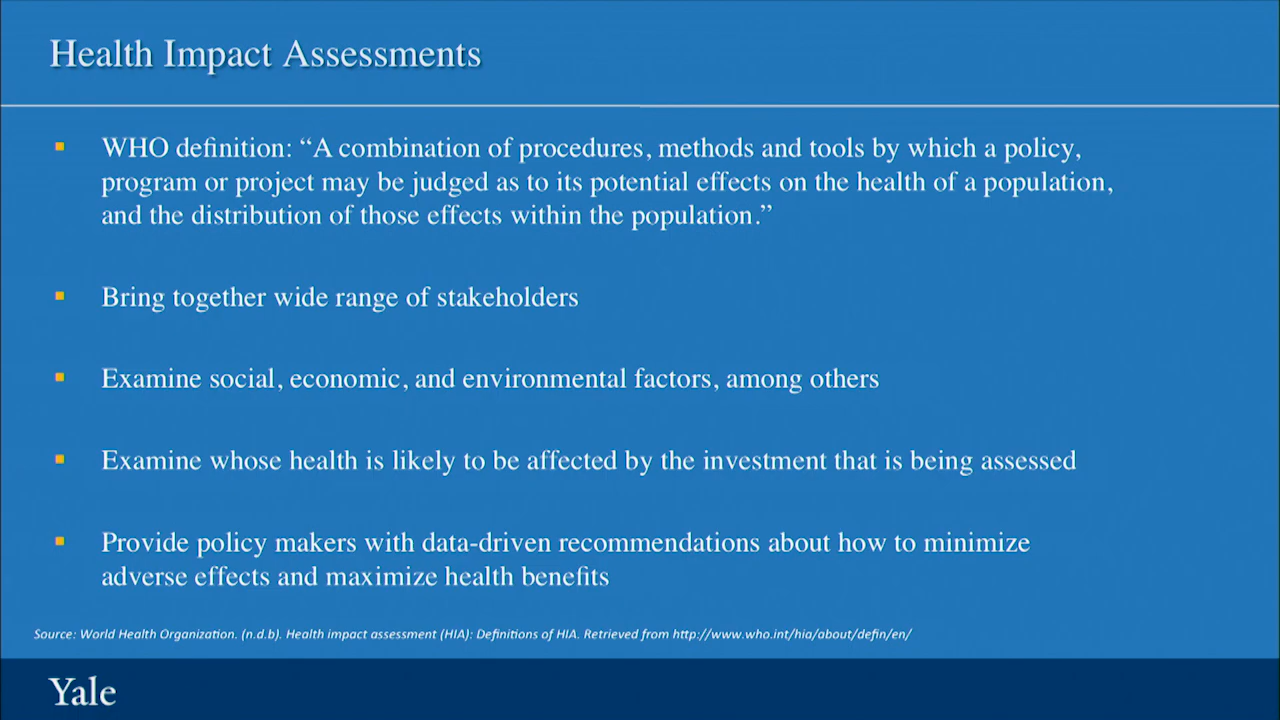 Health Impact Assessments
WHO definition: “A combination of procedures, methods and tools by which a policy,
program or project may be judged as to its potential effects on the health of a population,
and the distribution of those effects within the population.”
Bring together wide range of stakeholders
Examine social, economic, and environmental factors, among others
Examine whose health is likely to be affected by the investment that is being assessed
Provide policy makers with data-driven recommendations about how to minimize
adverse effects and maximize health benefits
Source: World Health Organization. (n.d.b). Health impact assessment (HIA): Definitions of HIA. Retrieved from http://www.who.int/hia/about/defin/en/
Yale